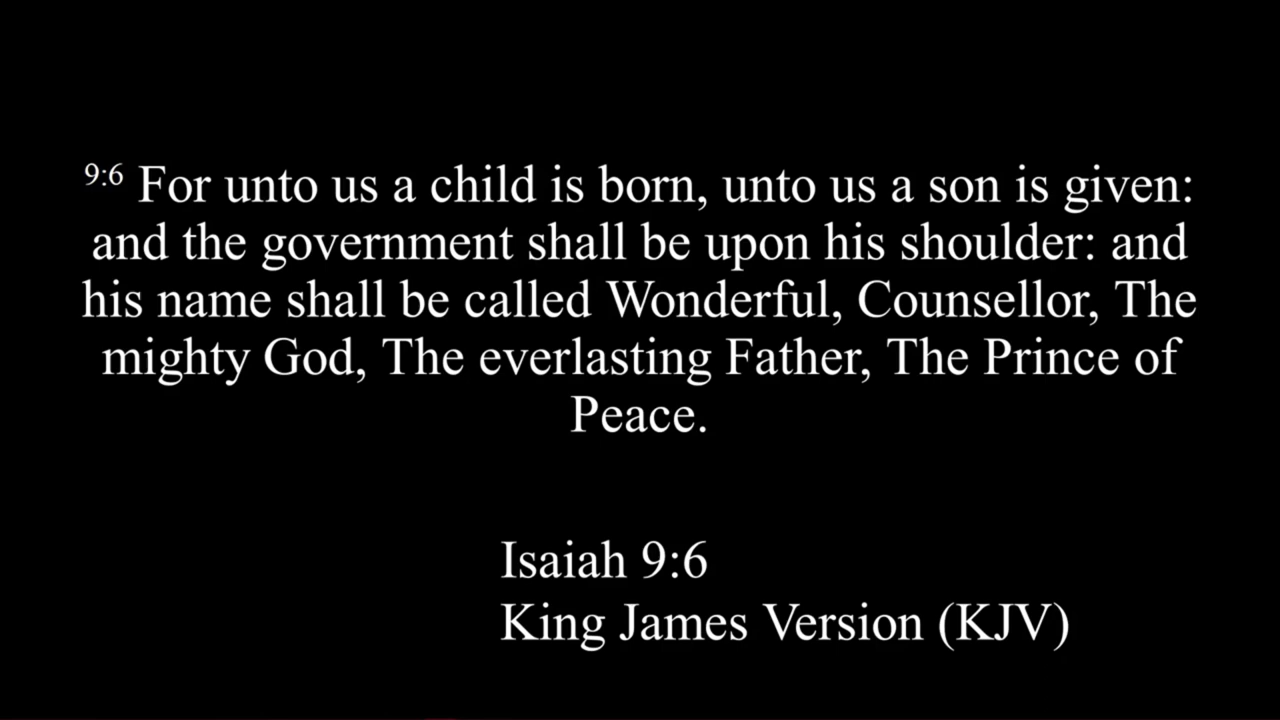 9:6 For unto us a child is born, unto us a son is given:
and the government shall be upon his shoulder: and
his name shall be called Wonderful, Counsellor, The
mighty God, The everlasting Father, The Prince of
Peace.
Isaiah 9:6
King James Version (KJV)